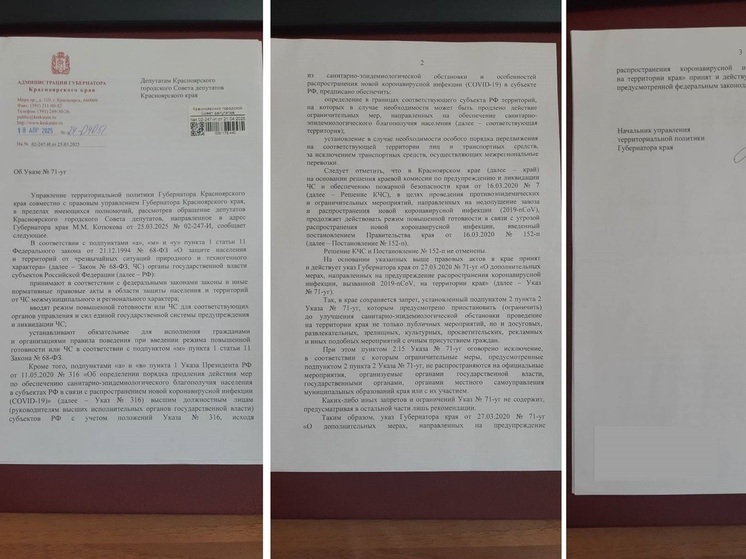 АДМИНИСТРАЦИЯ ГУБЕРНАТОРА
Красноярского края
Депутатам Красноярского
городского Совета депутатов
Красноярского края
Об Указе № 71-уг
Управление территориальной политики Губернатора Красноярского
края совместно с правовым управлением Губернатора Красноярского края,
в пределах имеющихся полномочий, рассмотрев обращение депутатов
Красноярского городского Совета депутатов, направленное в адрес
Губернатора края М.М. Котюкова от 25.03.2025 № 02-247-И, сообщает
следующее.
В соответствии с подпунктами «а», «м» и «у» пункта 1 статьи 11
Федерального закона от 21.12.1994 № 68-ФЗ «О защите населения
и территорий от чрезвычайных ситуаций природного и техногенного
характера» (далее – Закон № 68-ФЗ, ЧС) органы государственной власти
субъектов Российской Федерации (далее – РФ):
принимают в соответствии с федеральными законами законы и иные
нормативные правовые акты в области защиты населения и территорий
от ЧС межмуниципального и регионального характера;
вводят режим повышенной готовности или ЧС для соответствующих
органов управления и сил единой государственной системы предупреждения
и ликвидации ЧС;
устанавливают обязательные для исполнения гражданами
и организациями правила поведения при введении режима повышенной
готовности или ЧС в соответствии с подпунктом «м» пункта 1 статьи 11
Закона № 68-ФЗ.
Кроме того, подпунктами «а» и «в» пункта 1 Указа Президента РФ
от 11.05.2020 № 316 «Об определении порядка продления действия мер
по обеспечению санитарно-эпидемиологического благополучия населения
в субъектах РФ в связи с распространением новой коронавирусной инфекции
(COVID-19)» (далее – Указ № 316) высшим должностным лицам
(руководителям высших исполнительных органов государственной власти)
субъектов РФ с учетом положений Указа № 316, исходя
2
из санитарно-эпидемиологической обстановки и особенностей
распространения новой коронавирусной инфекции (COVID-19) в субъекте
РФ, предписано обеспечить:
определение в границах соответствующего субъекта РФ территорий,
на которых в случае необходимости может быть продлено действие
ограничительных мер, направленных на обеспечение санитарно-
эпидемиологического благополучия населения (далее – соответствующая
территория);
установление в случае необходимости особого порядка передвижения
на соответствующей территории лиц и транспортных средств,
за исключением транспортных средств, осуществляющих межрегиональные
перевозки.
Следует отметить, что в Красноярском крае (далее – край)
на основании решения краевой комиссии по предупреждению и ликвидации
ЧС и обеспечению пожарной безопасности края от 16.03.2020 № 7
(далее – Решение КЧС), в целях проведения противоэпидемических
и ограничительных мероприятий, направленных на недопущение завоза
и распространения новой коронавирусной инфекции (2019-nCoV),
продолжает действовать режим повышенной готовности в связи с угрозой
распространения новой коронавирусной инфекции, введенный
постановлением Правительства края от 16.03.2020 № 152-п
(далее – Постановление № 152-п).
Решение КЧС и Постановление № 152-п не отменены.
На основании указанных выше правовых актов в крае принят
и действует указ Губернатора края от 27.03.2020 № 71-уг «О дополнительных
мерах, направленных на предупреждение распространения коронавирусной
инфекции, вызванной 2019-nCoV, на территории края» (далее – Указ
№ 71-уг).
Так, в крае сохраняется запрет, установленный подпунктом 2 пункта 2
Указа № 71-уг, которым предусмотрено приостановить (ограничить)
до улучшения санитарно-эпидемиологической обстановки проведение
на территории края не только публичных мероприятий, но и досуговых,
развлекательных, зрелищных, культурных, просветительских, рекламных
и иных подобных мероприятий с очным присутствием граждан.
При этом пунктом 2.15 Указа № 71-уг оговорено исключение,
в соответствии с которым ограничительные меры, предусмотренные
подпунктом 2 пункта 2 Указа № 71-уг, не распространяются на официальные
мероприятия, организуемые органами государственной власти,
государственными органами, органами местного самоуправления
муниципальных образований края или с их участием.
Каких-либо иных запретов и ограничений Указ № 71-уг не содержит,
предусматривая в остальной части лишь рекомендации.
Таким образом, указ Губернатора края от 27.03.2020 № 71-уг
«О дополнительных мерах, направленных на предупреждение
3
распространения коронавирусной и
на территории края» принят и действу
предусмотренной федеральным законода
Начальник управления
территориальной политики
Губернатора края